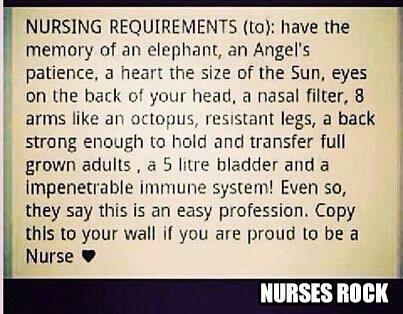 NURSING REQUIREMENTS (to): have the
memory of an elephant, an Angel's
patience, a heart the size of the Sun, eyes
on the back of your head, a nasal filter, 8
arms like an octopus, resistant legs, a back
strong enough to hold and transfer full
grown adults , a 5 litre bladder and a
impenetrable immune system! Even so,
they say this is an easy profession. Copy
this to your wall if you are proud to be a
Nurse ♥
NURSES ROCK